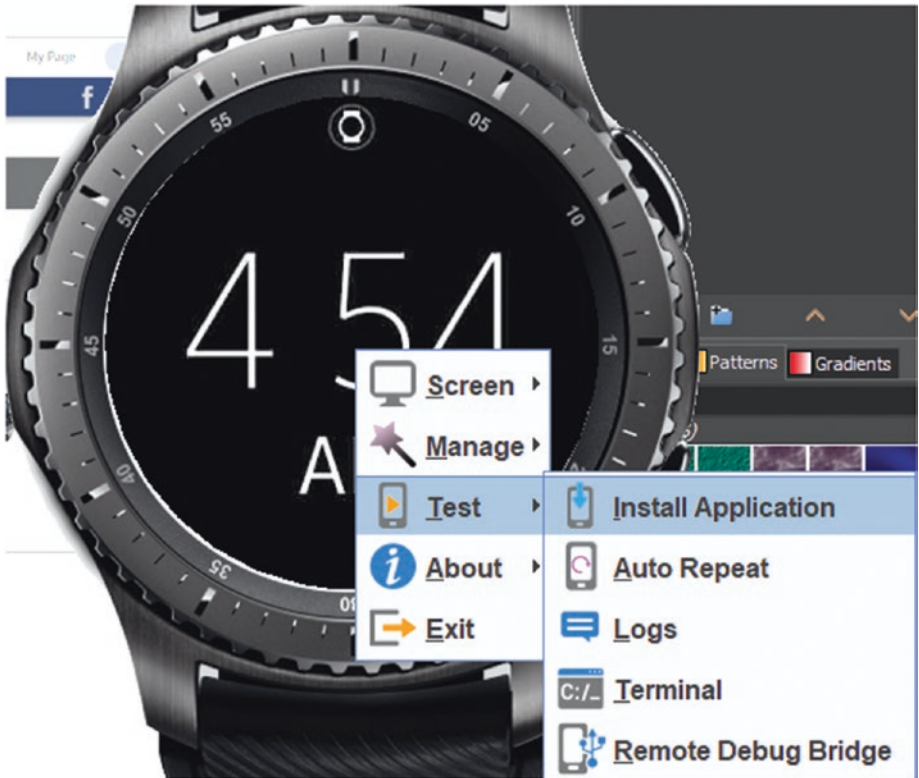 My Page
f
55
05
50
10
4 54
45
15
Patterns
Gradients
Screen
Manage
A
40
Test
Install Application
35
About
Auto Repeat
Exit
Logs
C:/_
Terminal
Remote Debug Bridge